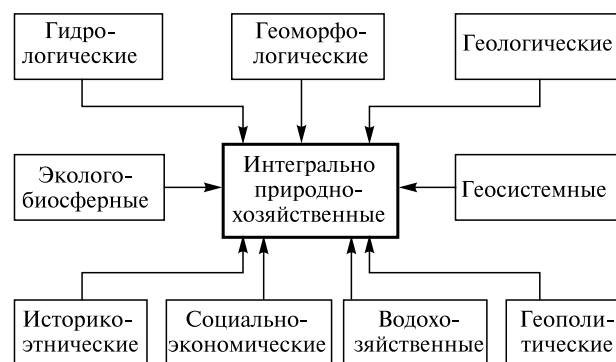 Гидро-
логические
Геоморфо-
логические
Геологические
Эколого-
биосферные
Интегрально
природно-
хозяйственные
Геосистемные
Историко-
этнические
Социально-
экономические
Водохо-
зяйственные
Геополи-
тические